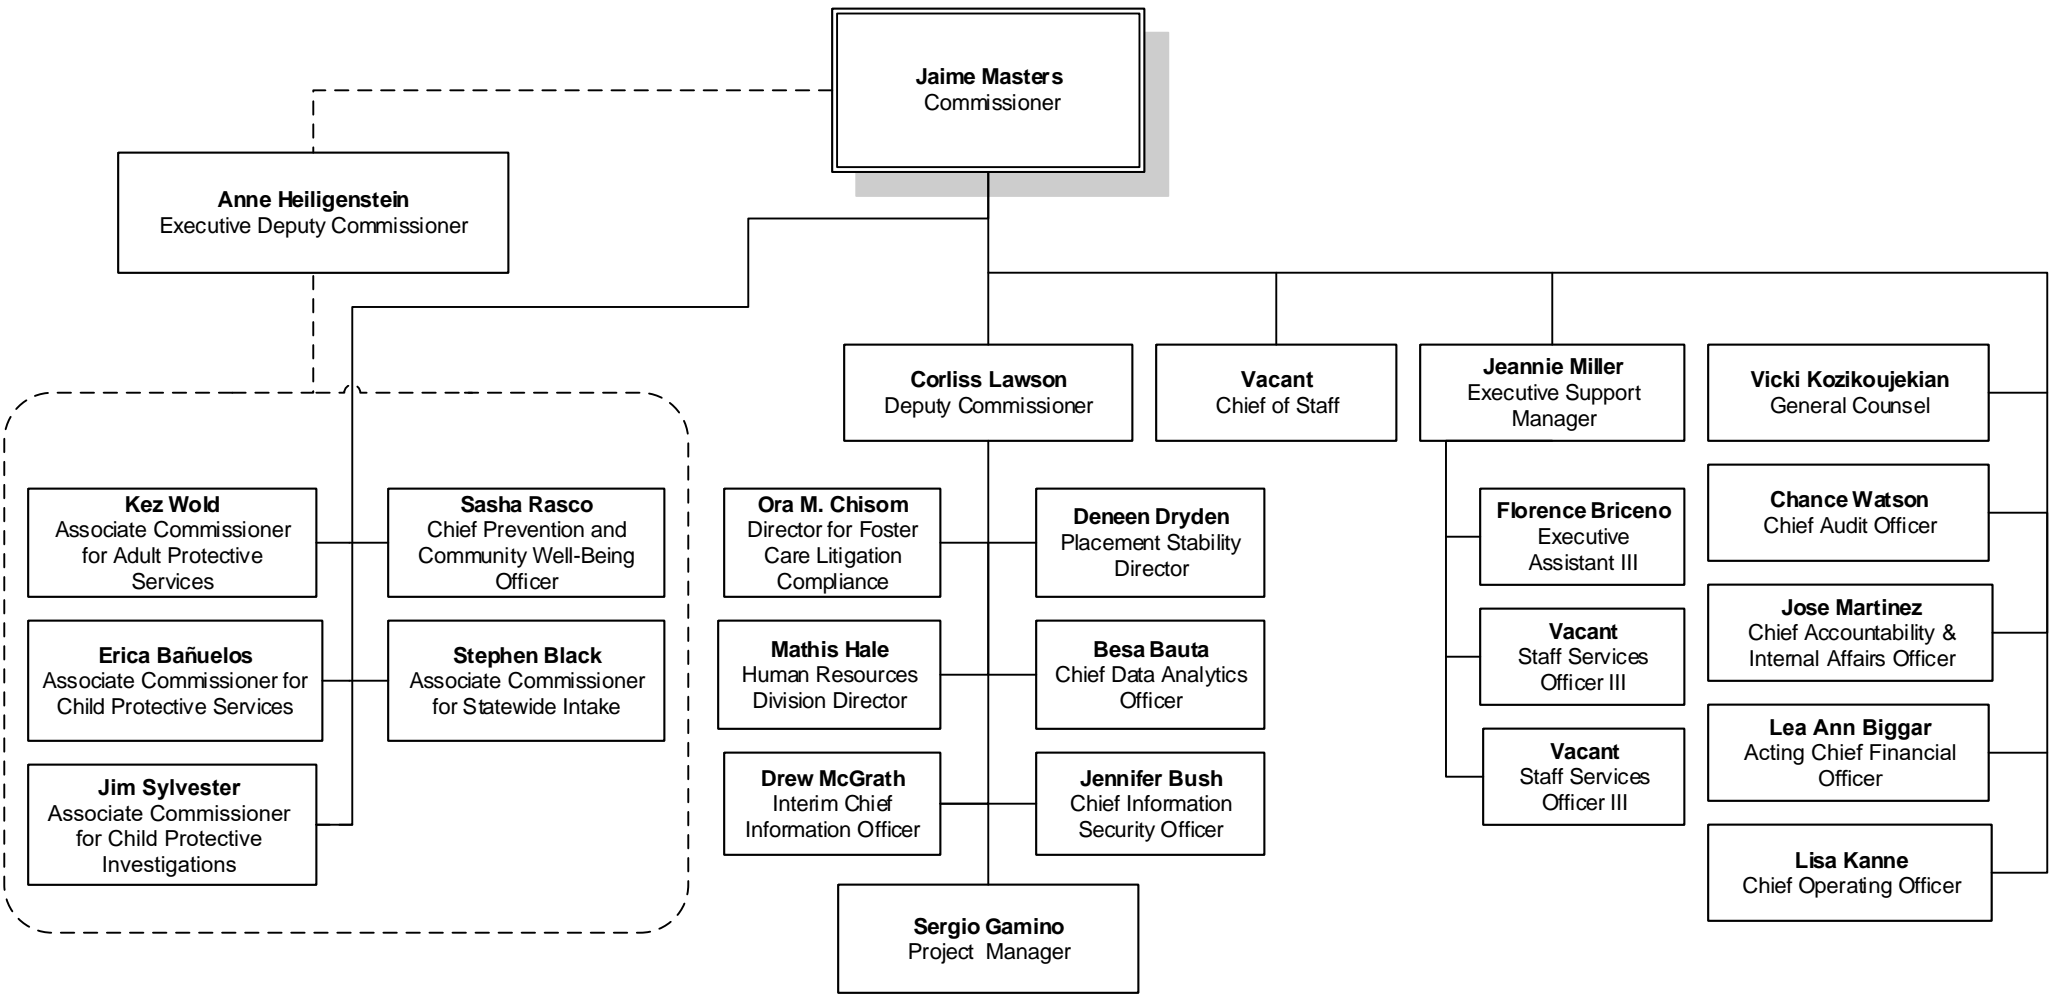 Jaime Masters
Commissioner
Anne Heiligenstein
Executive Deputy Commissioner
Corliss Lawson
Deputy Commissioner
Vacant
Chief of Staff
Jeannie Miller
Executive Support
Manager
Vicki Kozikoujekian
General Counsel
Kez Wold
Associate Commissioner
for Adult Protective
Services
Sasha Rasco
Chief Prevention and
Community Well-Being
Officer
Erica Bañuelos
Associate Commissioner for
Child Protective Services
Stephen Black
Associate Commissioner
for Statewide Intake
Jim Sylvester
Associate Commissioner
for Child Protective
Investigations
Ora M. Chisom
Director for Foster
Care Litigation
Compliance
Deneen Dryden
Placement Stability
Director
Mathis Hale
Human Resources
Division Director
Besa Bauta
Chief Data Analytics
Officer
Drew McGrath
Interim Chief
Information Officer
Jennifer Bush
Chief Information
Security Officer
Sergio Gamino
Project Manager
Florence Briceno
Executive
Assistant III
Vacant
Staff Services
Officer III
Vacant
Staff Services
Officer III
Chance Watson
Chief Audit Officer
Jose Martinez
Chief Accountability &
Internal Affairs Officer
Lea Ann Biggar
Acting Chief Financial
Officer
Lisa Kanne
Chief Operating Officer